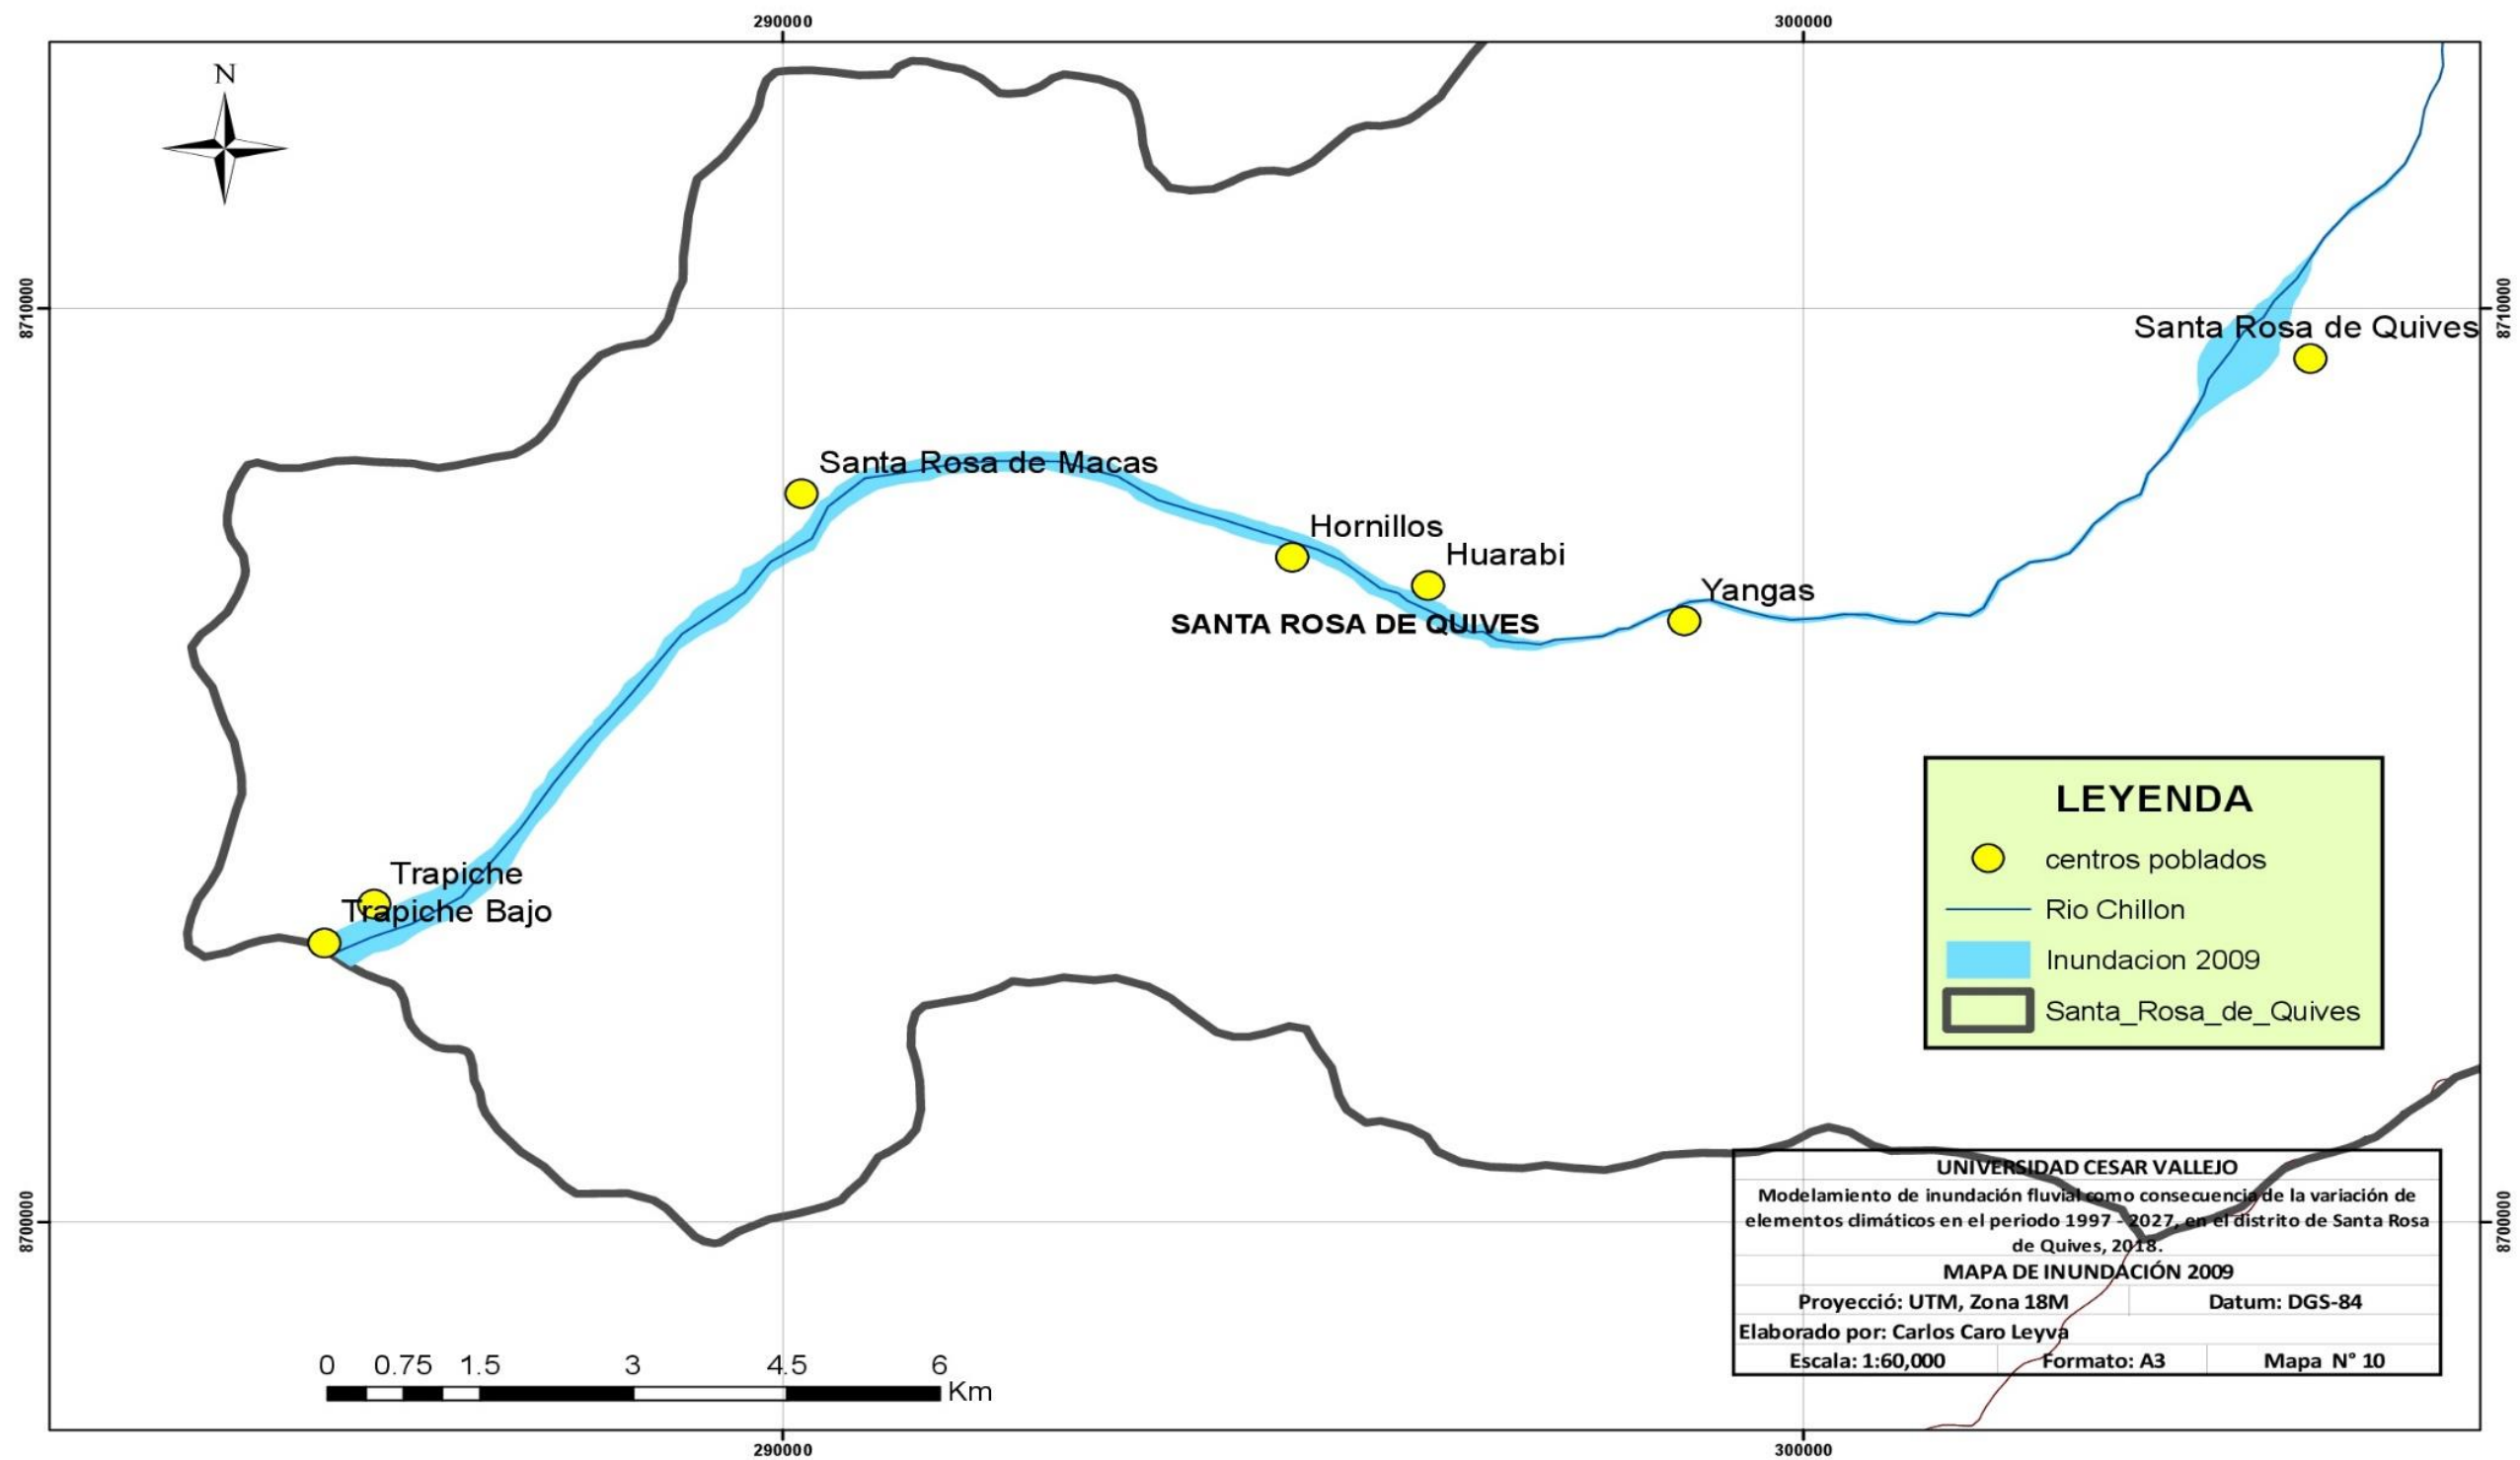 290000 300000
N
8710000 8710000
Santa Rosa de Quives
Santa Rosa de Macas
Hornillos
Huarabi
Yangas
SANTA ROSA DE QUIVES
LEYENDA
centros poblados
Rio Chillon
Inundacion 2009
Santa_Rosa_de_Quives
Trapiche
Trapiche Bajo
UNIVERSIDAD CESAR VALLEJO
Modelamiento de inundación fluvial como consecuencia de la variación de
elementos climáticos en el periodo 1997 - 2027, en el distrito de Santa Rosa
de Quives, 2018.
MAPA DE INUNDACIÓN 2009
Proyecció: UTM, Zona 18M Datum: DGS-84
Elaborado por: Carlos Caro Leyva
Escala: 1:60,000 Formato: A3 Mapa N° 10
8700000 8700000
0 0.75 1.5 3 4.5 6
Km
290000 300000